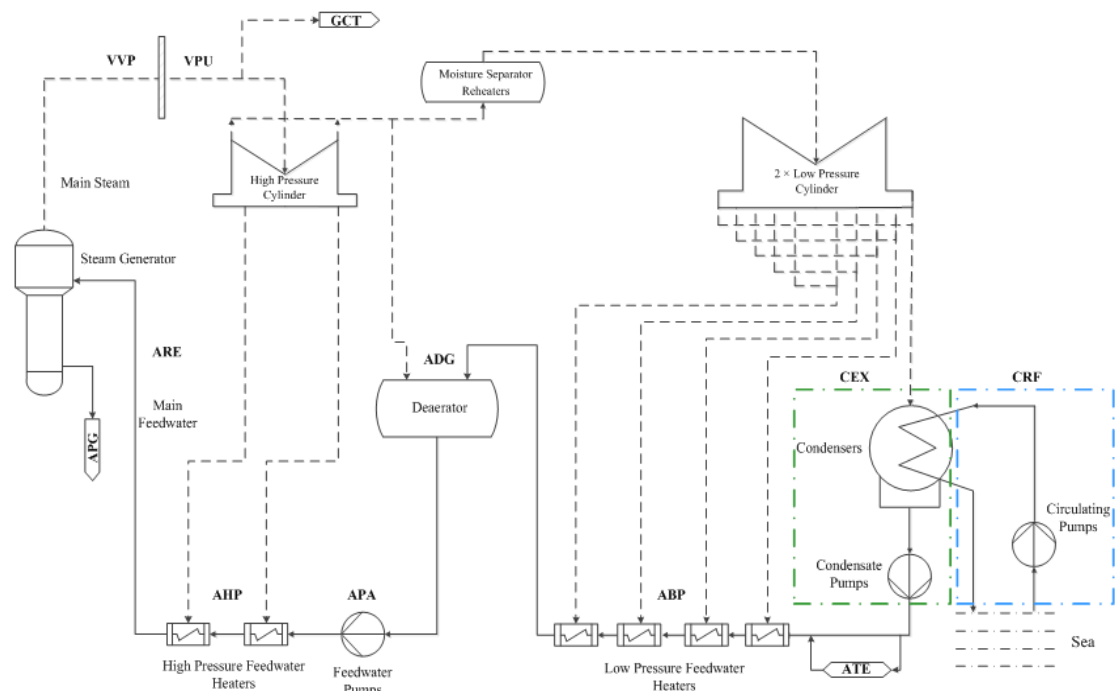 GCT
VVP
VPU
Moisture Separator
Reheaters
Main Steam
High Pressure
Cylinder
2 × Low Pressure
Cylinder
Steam Generator
ARE
ADG
CEX
CRF
Main
Feedwater
Deaerator
APG
Condensers
Circulating
Pumps
Condensate
Pumps
AHP
APA
ABP
High Pressure Feedwater
Heaters
Feedwater
Pumps
Low Pressure Feedwater
Heaters
ATE
Sea